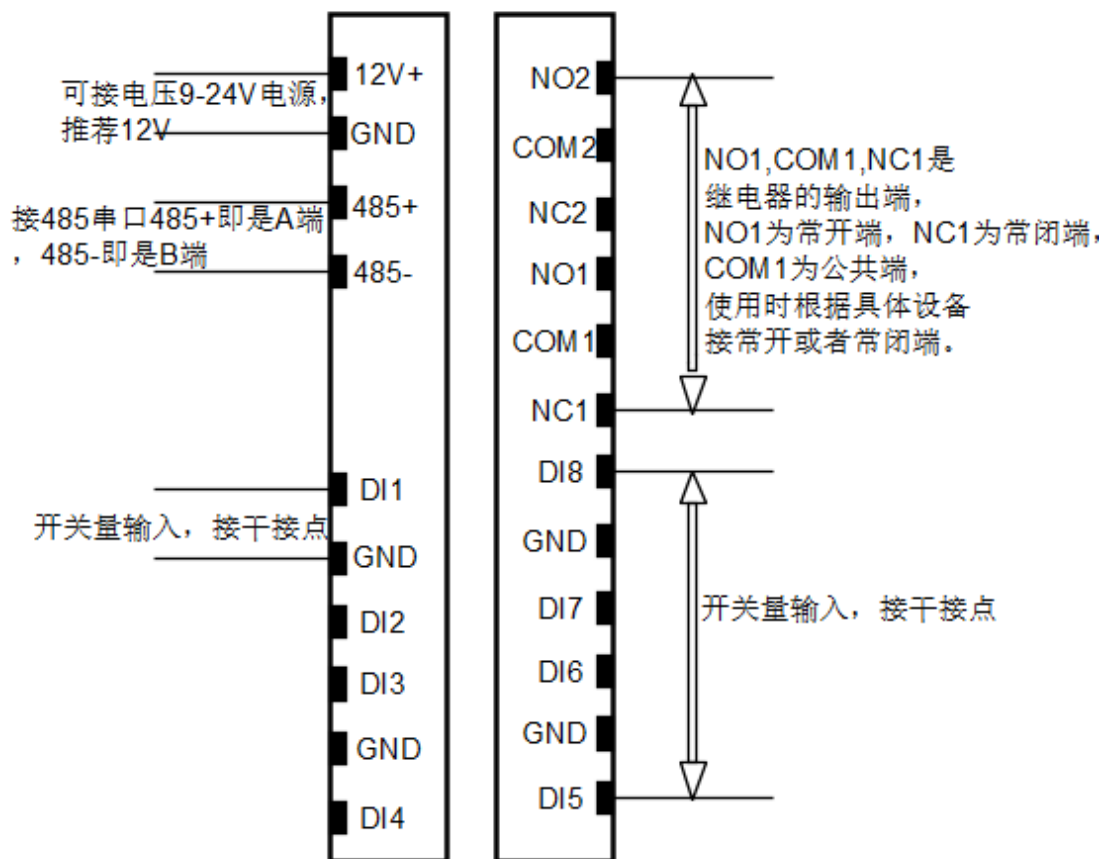 12V+
可接电压9-24V电源，
推荐12V
GND
485+
接485串口485+即是A端
，485-即是B端
485-
DI1
开关量输入，接干接点
GND
DI2
DI3
GND
DI4
NO2
COM2
NC2
NO1
COM1
NC1
NO1,COM1,NC1是
继电器的输出端，
NO1为常开端，NC1为常闭端，
COM1为公共端，
使用时根据具体设备
接常开或者常闭端。
DI8
GND
DI7
开关量输入，接干接点
DI6
GND
DI5